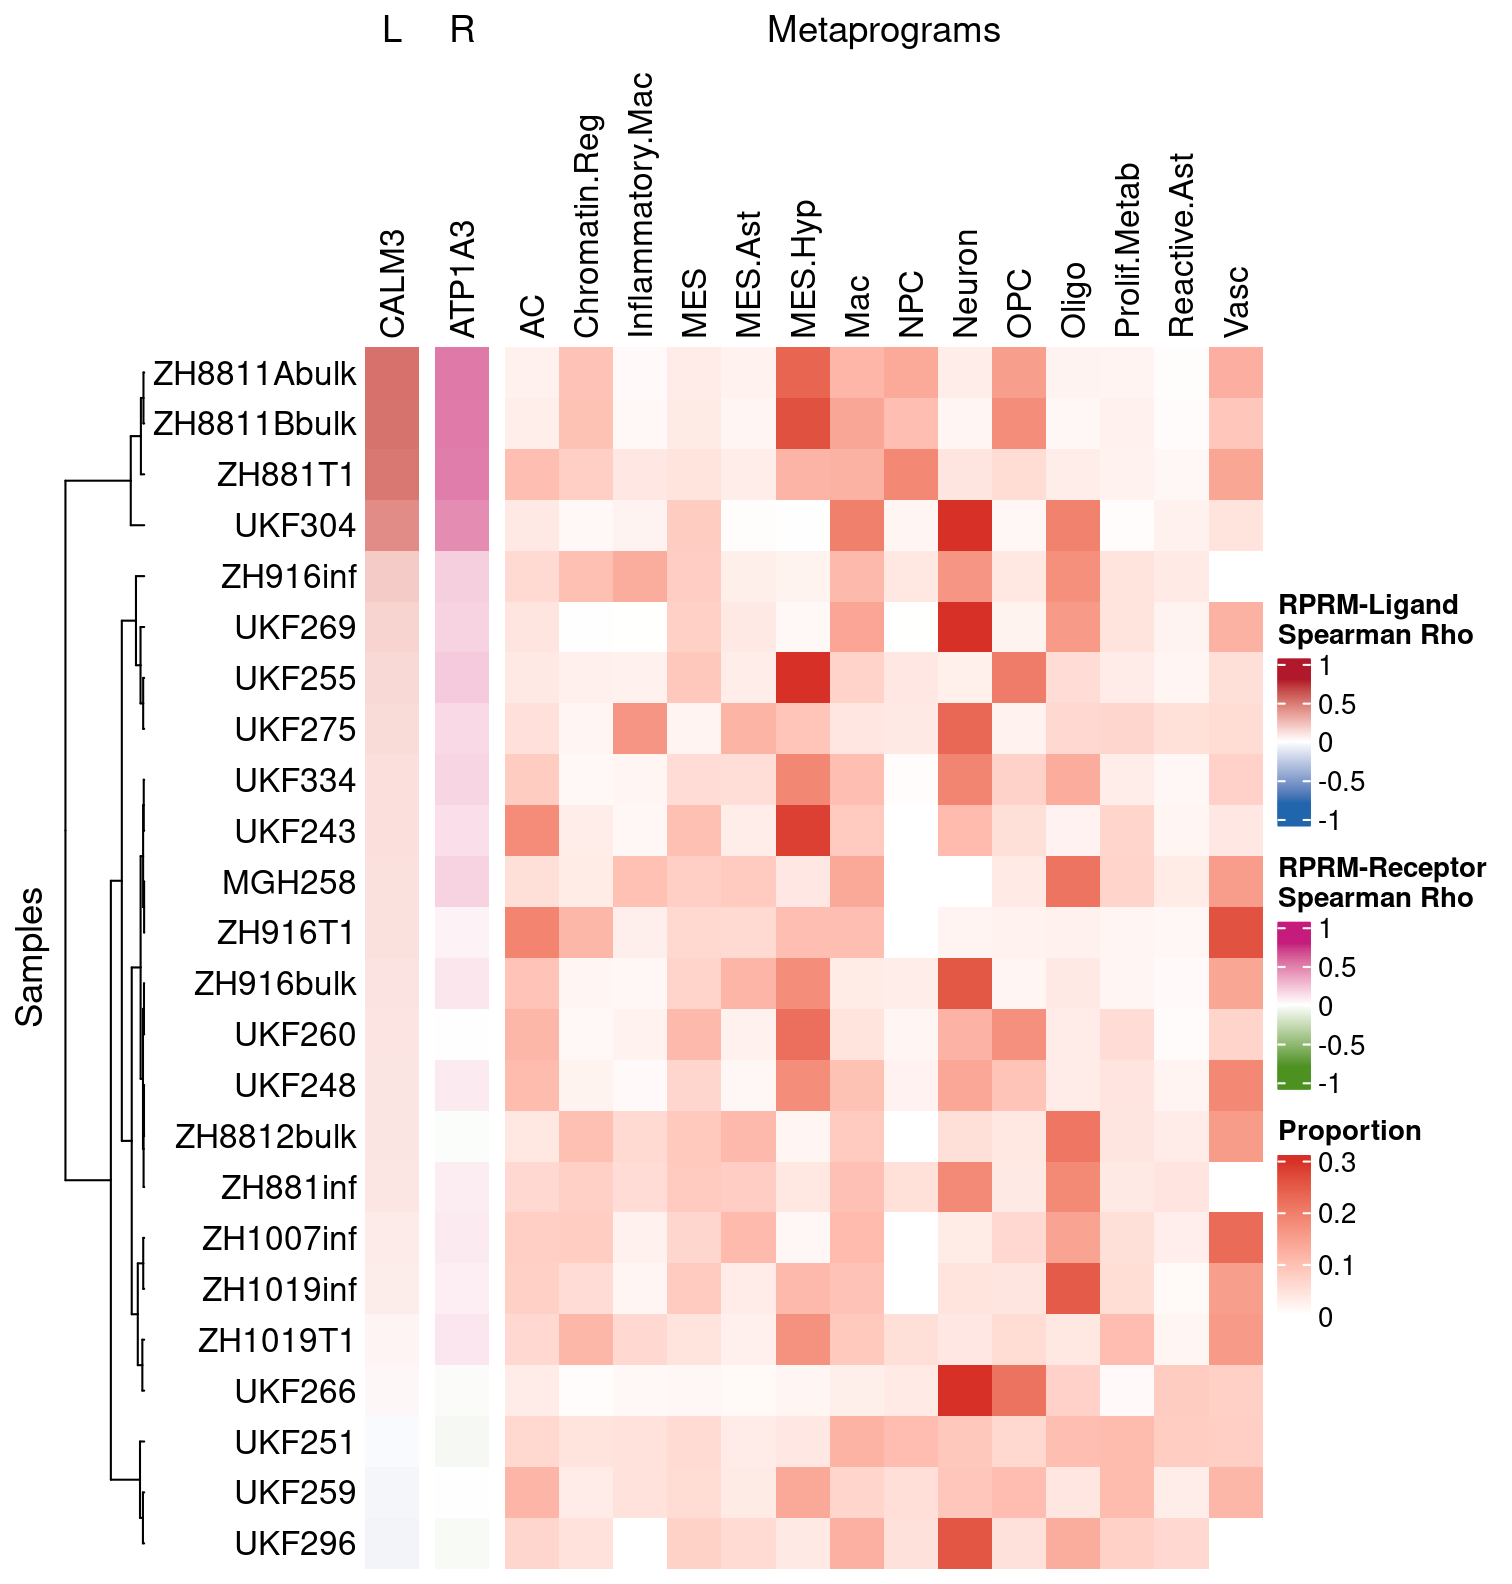 L R Metaprograms
CALM3
ATP1A3
AC
Chromatin.Reg
Inflammatory.Mac
MES
MES.Ast
MES.Hyp
Mac
NPC
Neuron
OPC
Oligo
Prolif.Metab
Reactive.Ast
Vasc
Samples
ZH8811Abulk
ZH8811Bbulk
ZH881T1
UKF304
ZH916inf
UKF269
UKF255
UKF275
UKF334
UKF243
MGH258
ZH916T1
ZH916bulk
UKF260
UKF248
ZH8812bulk
ZH881inf
ZH1007inf
ZH1019inf
ZH1019T1
UKF266
UKF251
UKF259
UKF296
RPRM-Ligand
Spearman Rho
1
0.5
0
-0.5
-1
RPRM-Receptor
Spearman Rho
1
0.5
0
-0.5
-1
Proportion
0.3
0.2
0.1
0